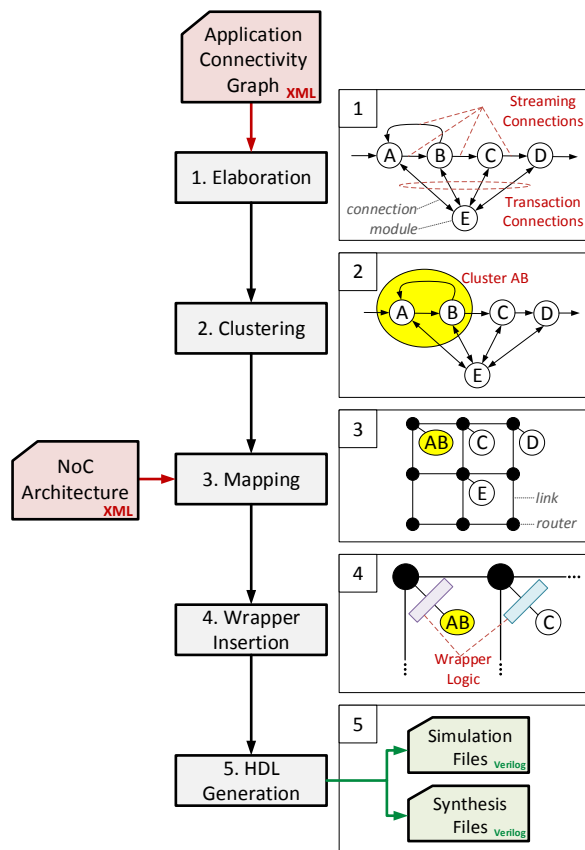 Application
Connectivity
Graph
XML
1. Elaboration
2. Clustering
NoC
Architecture
XML
3. Mapping
4. Wrapper
Insertion
5. HDL
Generation
1
Streaming
Connections
A
B
C
D
E
connection
module
Transaction
Connections
2
Cluster AB
A
B
C
D
E
3
AB
C
D
E
link
router
4
AB
C
Wrapper
Logic
5
Simulation
Files
Verilog
Synthesis
Files
Verilog